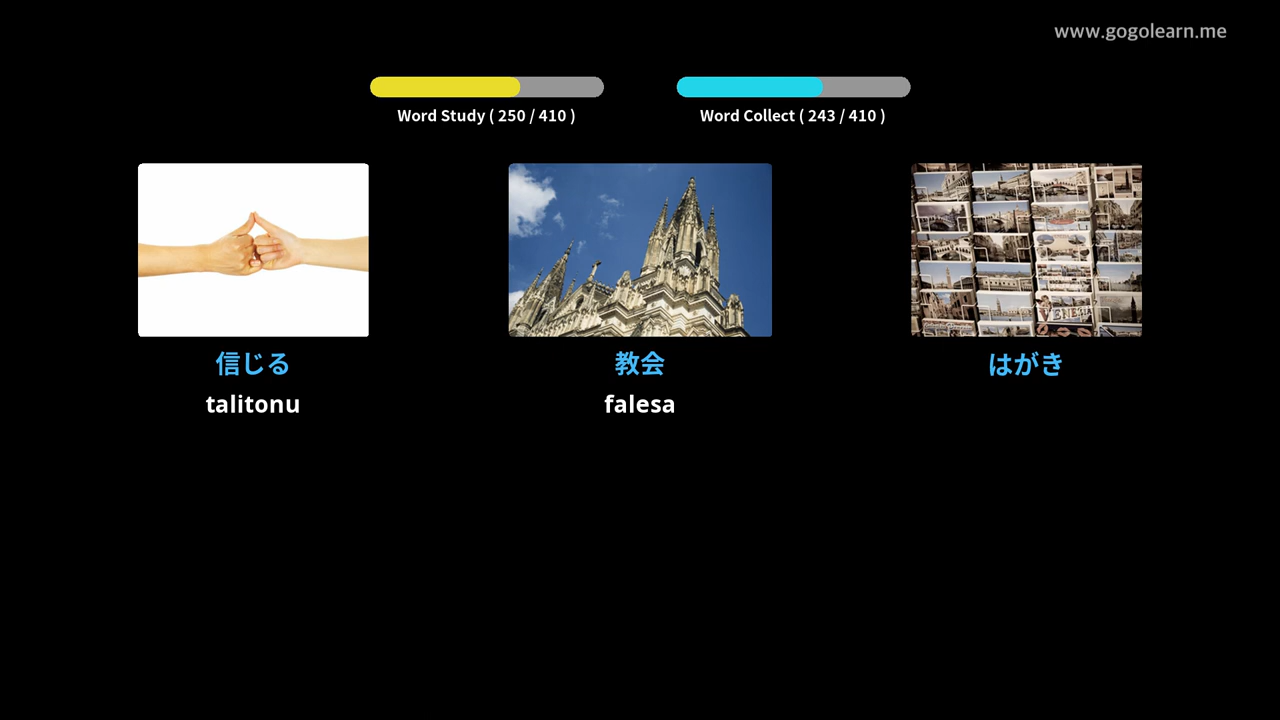 www.gogolearn.me
Word Study ( 250 / 410 )
Word Collect ( 243 / 410 )
信じる
教会
はがき
talitonu
falesa
VENEZIA